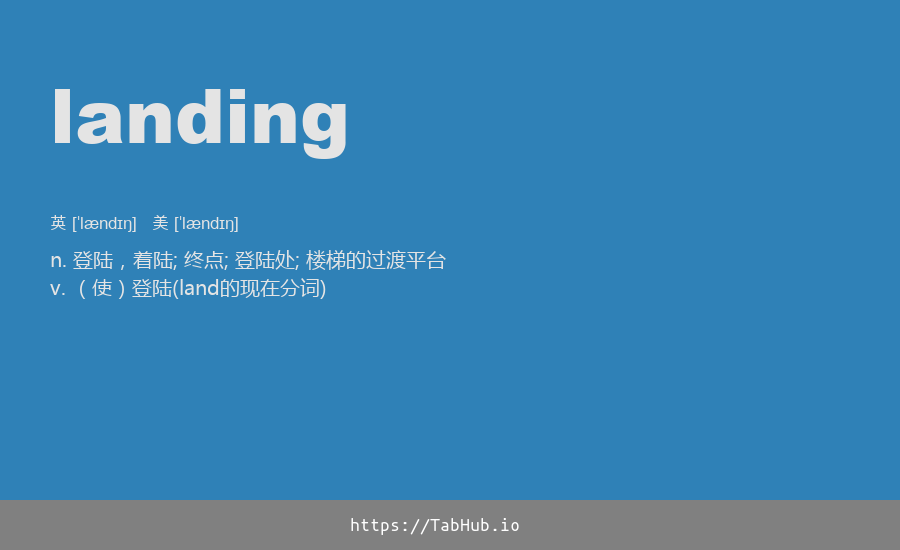 landing
英 [ˈlændɪŋ] 美 [ˈlændɪŋ]
n. 登陆，着陆; 终点; 登陆处; 楼梯的过渡平台
v. （使）登陆(land的现在分词)
https://TabHub.io